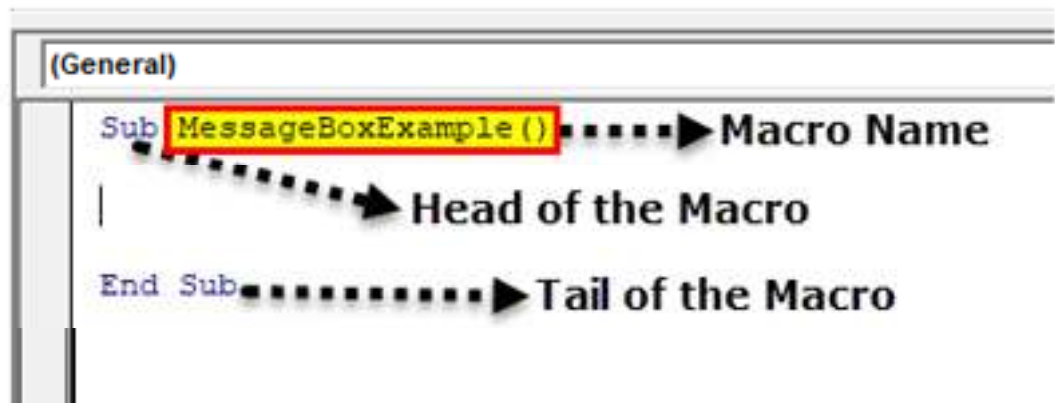 (General)
Sub MessageBoxExample() Macro Name
Head of the Macro
End Sub Tail of the Macro